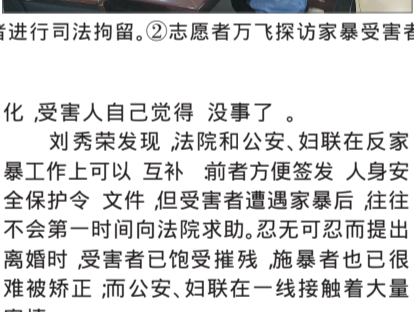 者进行司法拘留。②志愿者万飞探访家暴受害者
化 ,受害人自己觉得 没事了 。
刘秀荣发现 ,法院和公安、妇联在反家
暴工作上可以 互补 :前者方便签发 人身安
全保护令 文件 ,但受害者遭遇家暴后 ,往往
不会第一时间向法院求助。忍无可忍而提出
离婚时 ,受害者已饱受摧残 ,施暴者也已很
难被矫正 ;而公安、妇联在一线接触着大量